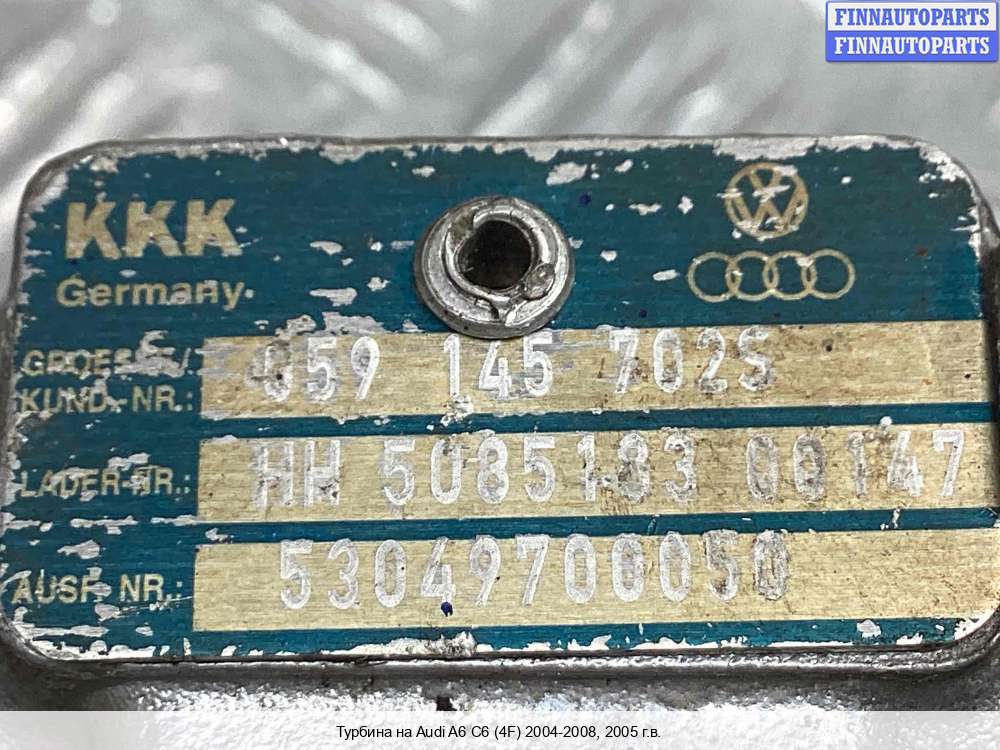 FINNAUTOPARTS
FINNAUTOPARTS
KKK
Germany
GROESSE/
KUND.-NR.: 059 145 702S
LADER-NR.: HH 5085183 00147
AUSF. NR.: 53049700050
Турбина на Audi A6 C6 (4F) 2004-2008, 2005 г.в.